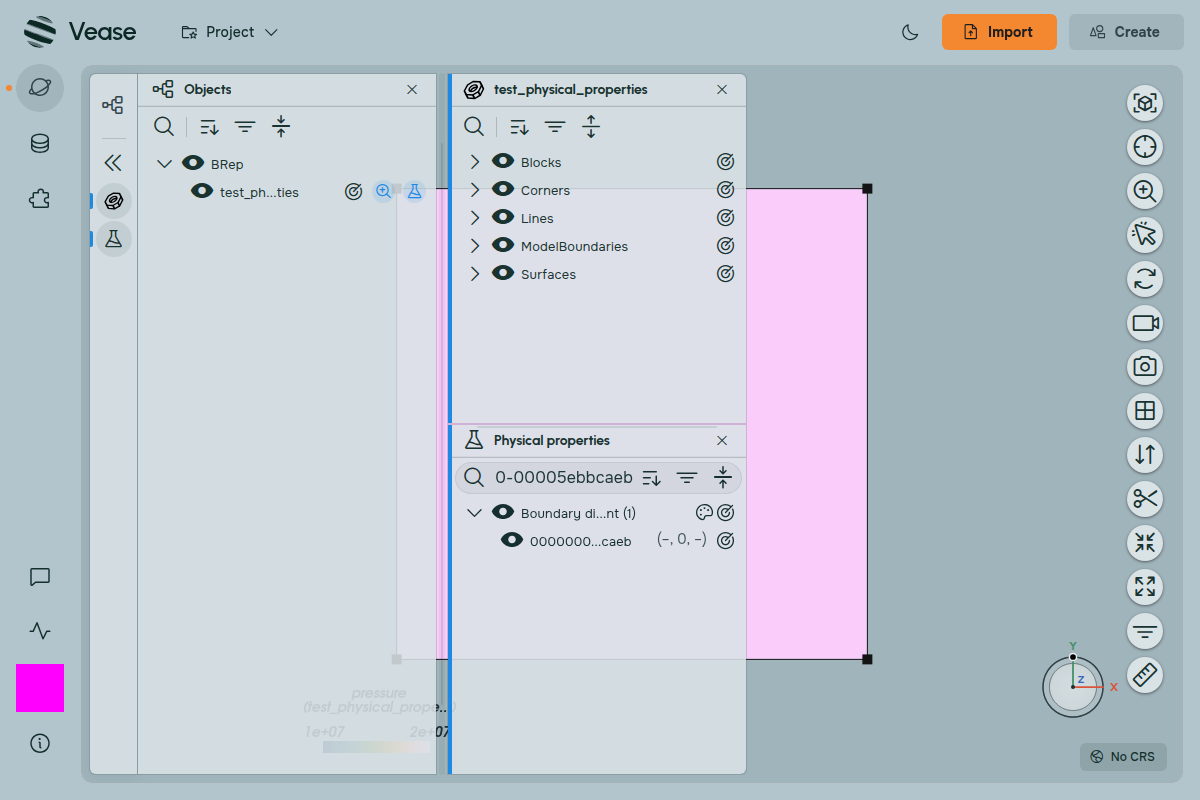 Vease
Project
Import
Create
Objects
BRep
test_ph...ties
test_physical_properties
Blocks
Corners
Lines
ModelBoundaries
Surfaces
Physical properties
0-00005ebbcaeb
Boundary di...nt (1)
0000000...caeb (–, 0, –)
pressure
(test_physical_prope...)
1e+07 2e+07
Y
Z
X
No CRS